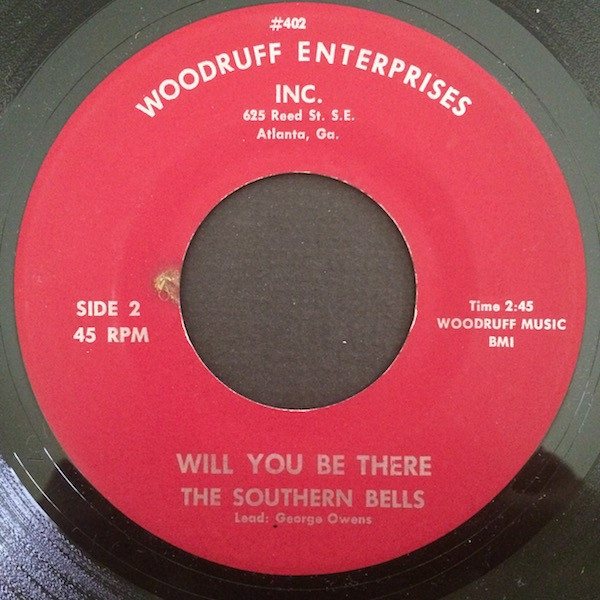 #402
WOODRUFF ENTERPRISES
INC.
625 Reed St. S.E.
Atlanta, Ga.
SIDE 2
45 RPM
Time 2:45
WOODRUFF MUSIC
BMI
WILL YOU BE THERE
THE SOUTHERN BELLS
Lead: George Owens